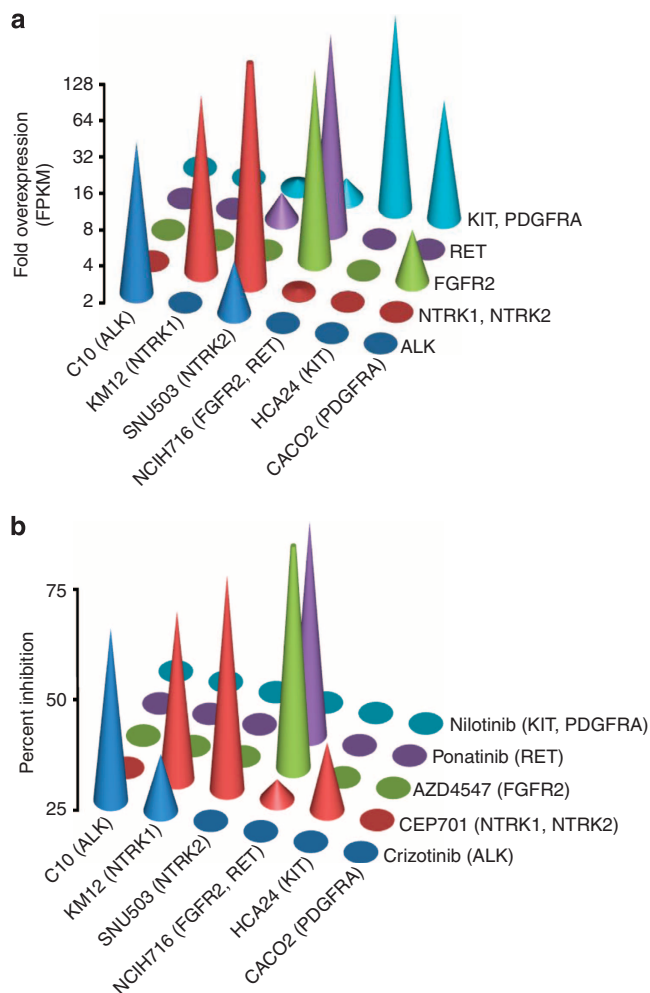 a
Fold overexpression
(FPKM)
128
64
32
16
8
4
2
KIT, PDGFRA
RET
FGFR2
NTRK1, NTRK2
ALK
C10 (ALK)
KM12 (NTRK1)
SNU503 (NTRK2)
NCIH716 (FGFR2, RET)
HCA24 (KIT)
CACO2 (PDGFRA)
b
Percent inhibition
75
50
25
Nilotinib (KIT, PDGFRA)
Ponatinib (RET)
AZD4547 (FGFR2)
CEP701 (NTRK1, NTRK2)
Crizotinib (ALK)
C10 (ALK)
KM12 (NTRK1)
SNU503 (NTRK2)
NCIH716 (FGFR2, RET)
HCA24 (KIT)
CACO2 (PDGFRA)